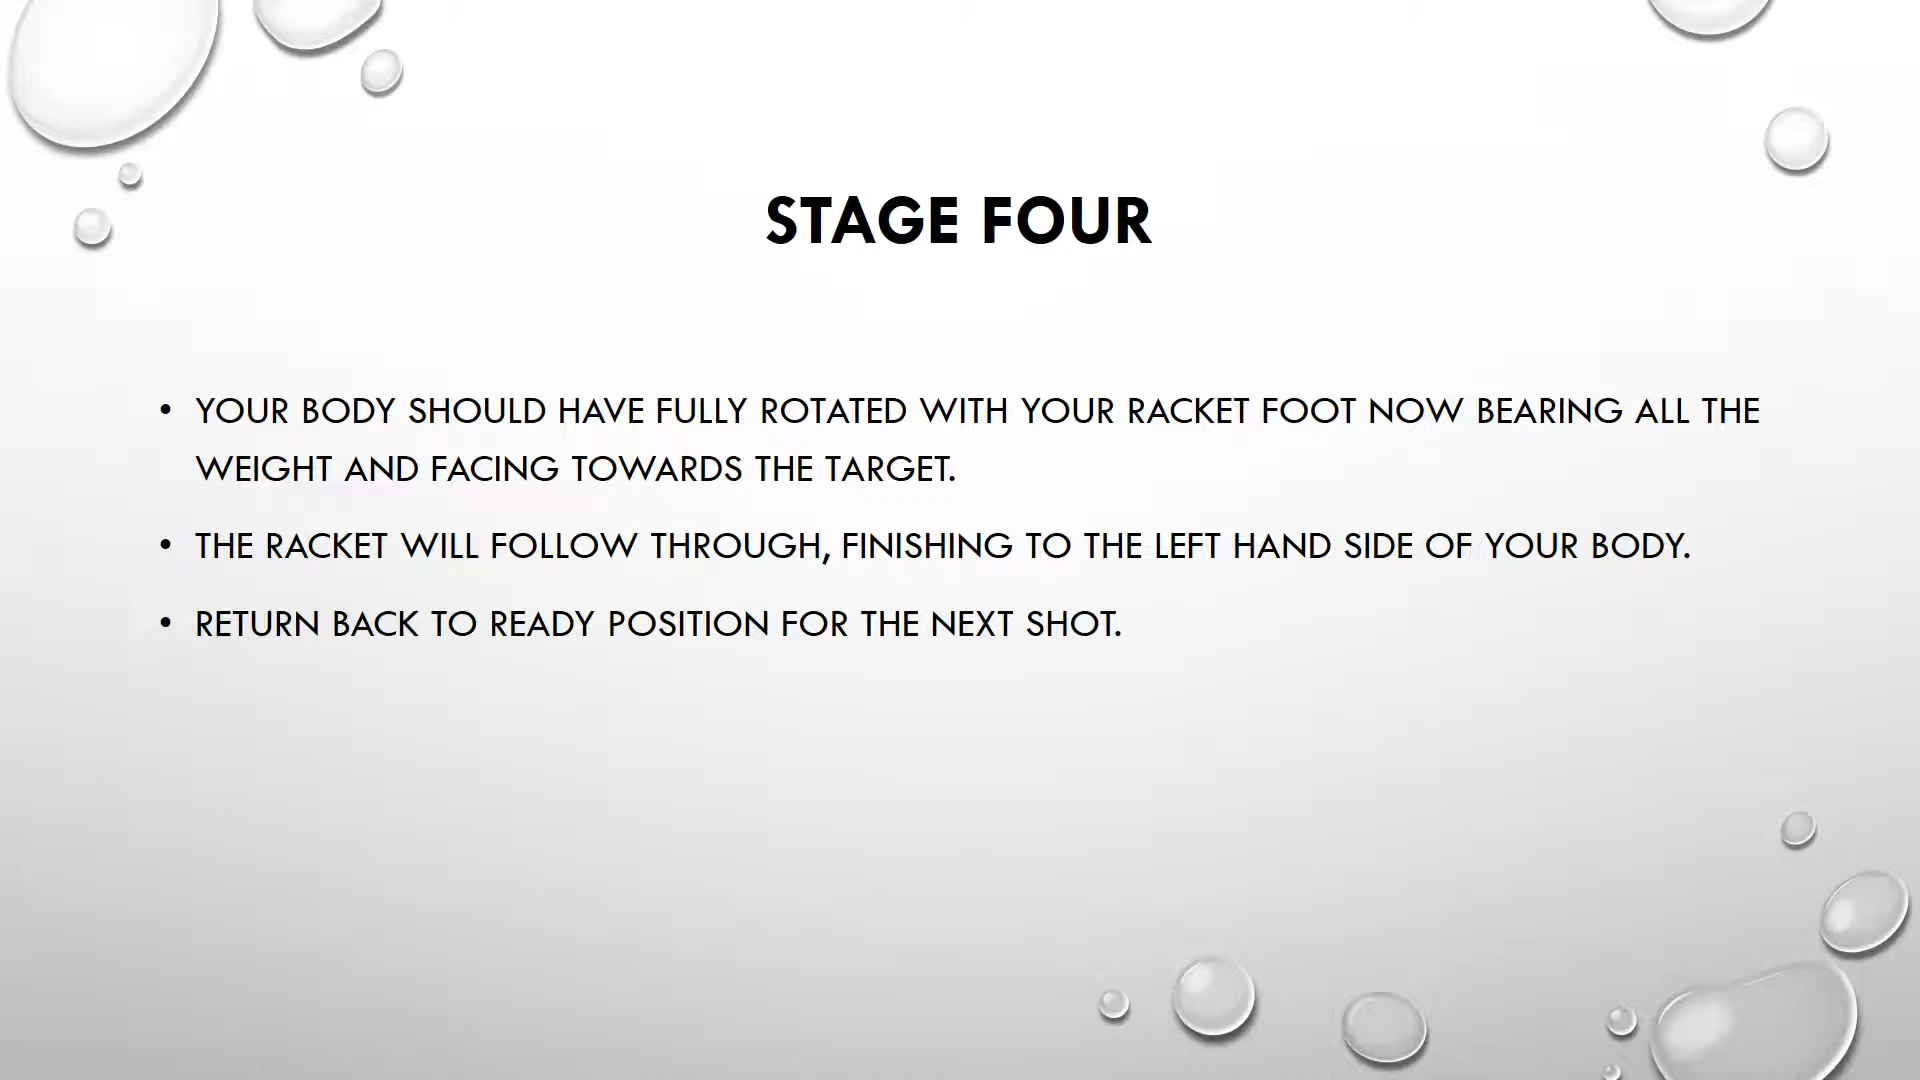 STAGE FOUR
• YOUR BODY SHOULD HAVE FULLY ROTATED WITH YOUR RACKET FOOT NOW BEARING ALL THE
WEIGHT AND FACING TOWARDS THE TARGET.
• THE RACKET WILL FOLLOW THROUGH, FINISHING TO THE LEFT HAND SIDE OF YOUR BODY.
• RETURN BACK TO READY POSITION FOR THE NEXT SHOT.